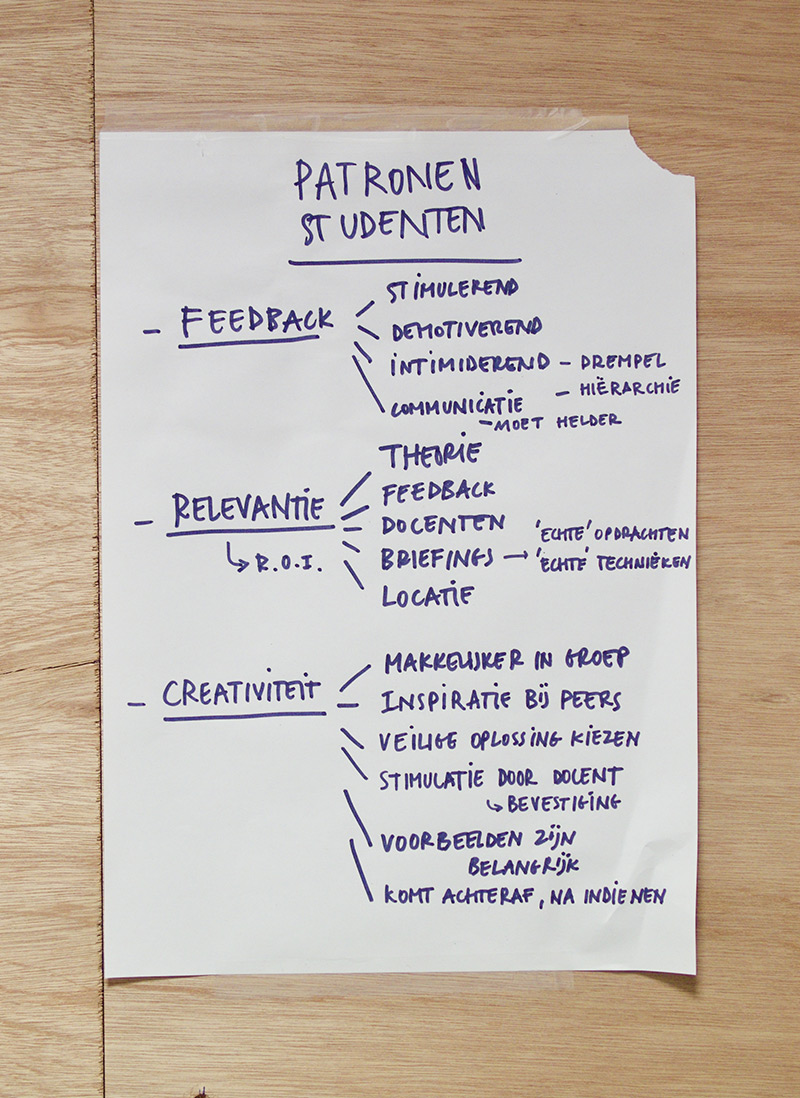 PATRONEN
STUDENTEN
- FEEDBACK
STIMULEREND
DEMOTIVEREND
INTIMIDEREND - DREMPEL
- HIËRARCHIE
COMMUNICATIE
- MOET HELDER
- RELEVANTIE
↳ R.O.I.
THEORIE
FEEDBACK
DOCENTEN
BRIEFINGS → 'ECHTE' OPDRACHTEN
'ECHTE' TECHNIEKEN
LOCATIE
- CREATIVITEIT
MAKKELIJKER IN GROEP
INSPIRATIE BIJ PEERS
VEILIGE OPLOSSING KIEZEN
STIMULATIE DOOR DOCENT
↳ BEVESTIGING
VOORBEELDEN ZIJN
BELANGRIJK
KOMT ACHTERAF, NA INDIENEN